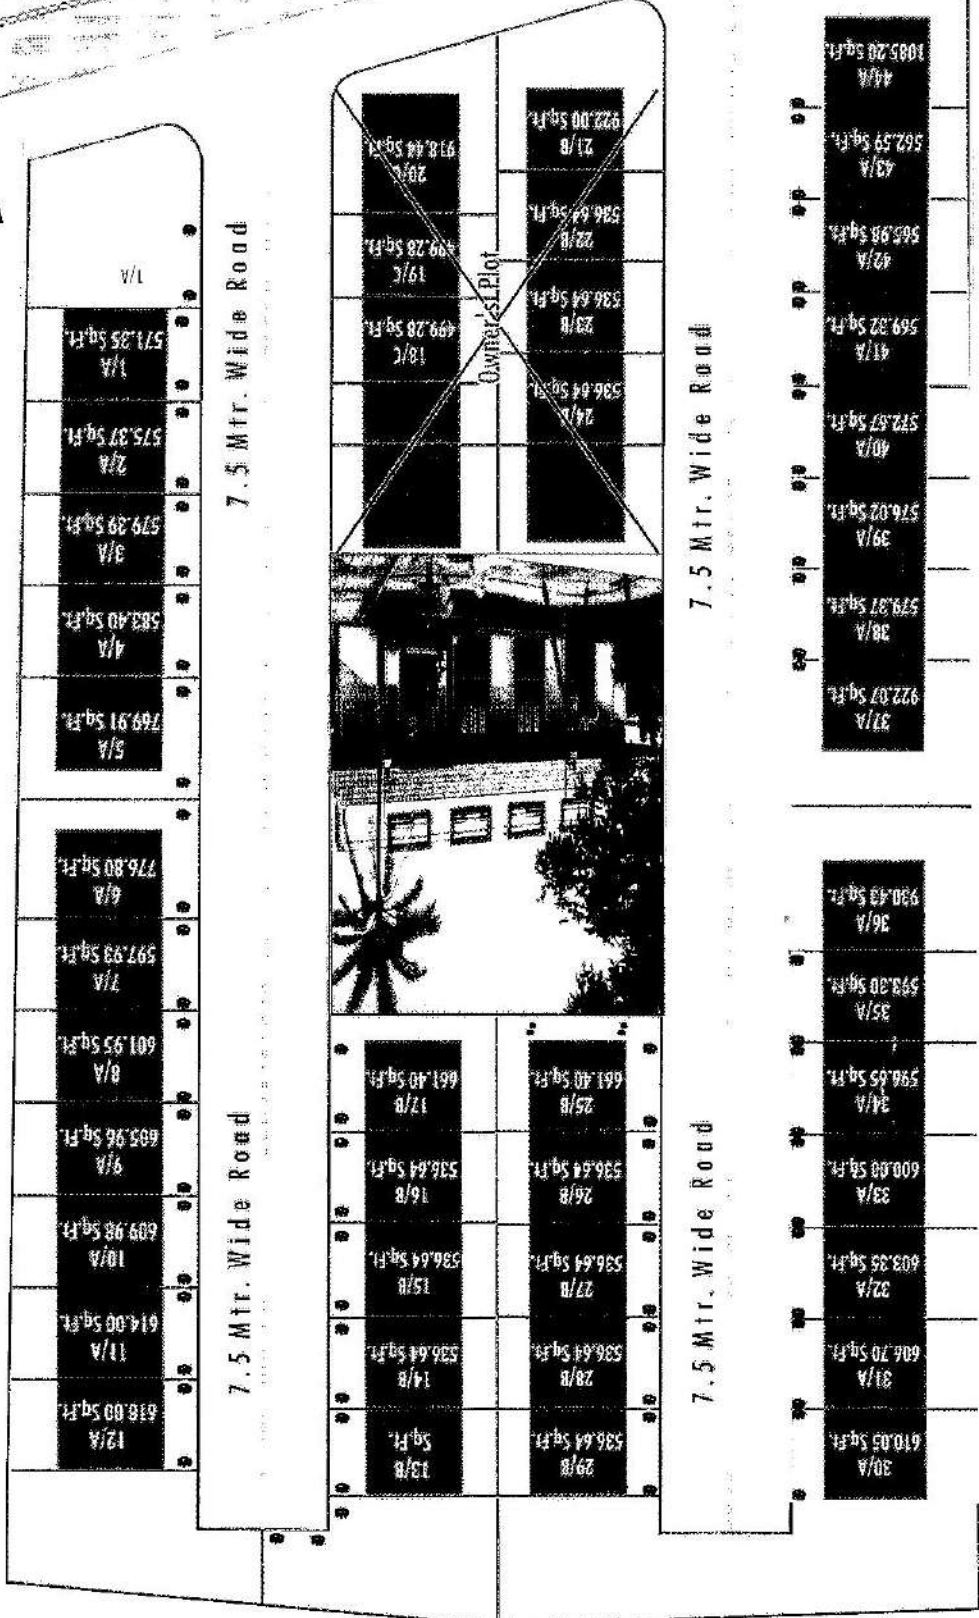 1/A
1/A
571.35 Sq.Ft.
2/A
575.37 Sq.Ft.
3/A
579.39 Sq.Ft.
4/A
583.40 Sq.Ft.
5/A
769.91 Sq.Ft.
6/A
776.80 Sq.Ft.
7/A
597.93 Sq.Ft.
8/A
601.95 Sq.Ft.
9/A
605.96 Sq.Ft.
10/A
609.98 Sq.Ft.
11/A
614.00 Sq.Ft.
12/A
618.00 Sq.Ft.
7.5 Mtr. Wide Road
7.5 Mtr. Wide Road
20/C
918.44 Sq.Ft.
19/C
499.28 Sq.Ft.
18/C
499.28 Sq.Ft.
Owner's Plot
21/B
922.00 Sq.Ft.
22/B
536.64 Sq.Ft.
23/B
536.64 Sq.Ft.
24/B
536.64 Sq.Ft.
17/B
661.40 Sq.Ft.
16/B
536.64 Sq.Ft.
15/B
536.64 Sq.Ft.
14/B
536.64 Sq.Ft.
13/B
Sq.Ft.
25/B
661.40 Sq.Ft.
26/B
536.64 Sq.Ft.
27/B
536.64 Sq.Ft.
28/B
536.64 Sq.Ft.
29/B
536.64 Sq.Ft.
7.5 Mtr. Wide Road
7.5 Mtr. Wide Road
44/A
1085.20 Sq.Ft.
43/A
562.59 Sq.Ft.
42/A
565.98 Sq.Ft.
41/A
569.32 Sq.Ft.
40/A
572.67 Sq.Ft.
39/A
576.02 Sq.Ft.
38/A
579.37 Sq.Ft.
37/A
922.07 Sq.Ft.
36/A
930.43 Sq.Ft.
35/A
593.30 Sq.Ft.
34/A
596.65 Sq.Ft.
33/A
600.00 Sq.Ft.
32/A
603.35 Sq.Ft.
31/A
606.70 Sq.Ft.
30/A
610.05 Sq.Ft.